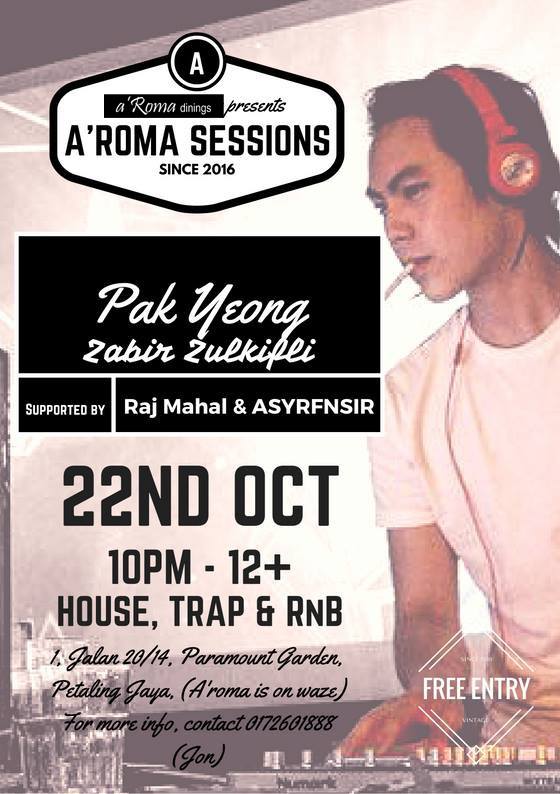 A
a'Roma dinings presents
A'ROMA SESSIONS
SINCE 2016
Pak Yeong
Zabir Zulkifli
SUPPORTED BY
Raj Mahal & ASYRFNSIR
22ND OCT
10PM - 12+
HOUSE, TRAP & RNB
1, Jalan 20/14, Paramount Garden,
Petaling Jaya, (A'roma is on waze)
For more info, contact 0172601888
(Jon)
FREE ENTRY
VINTAGE
Numark